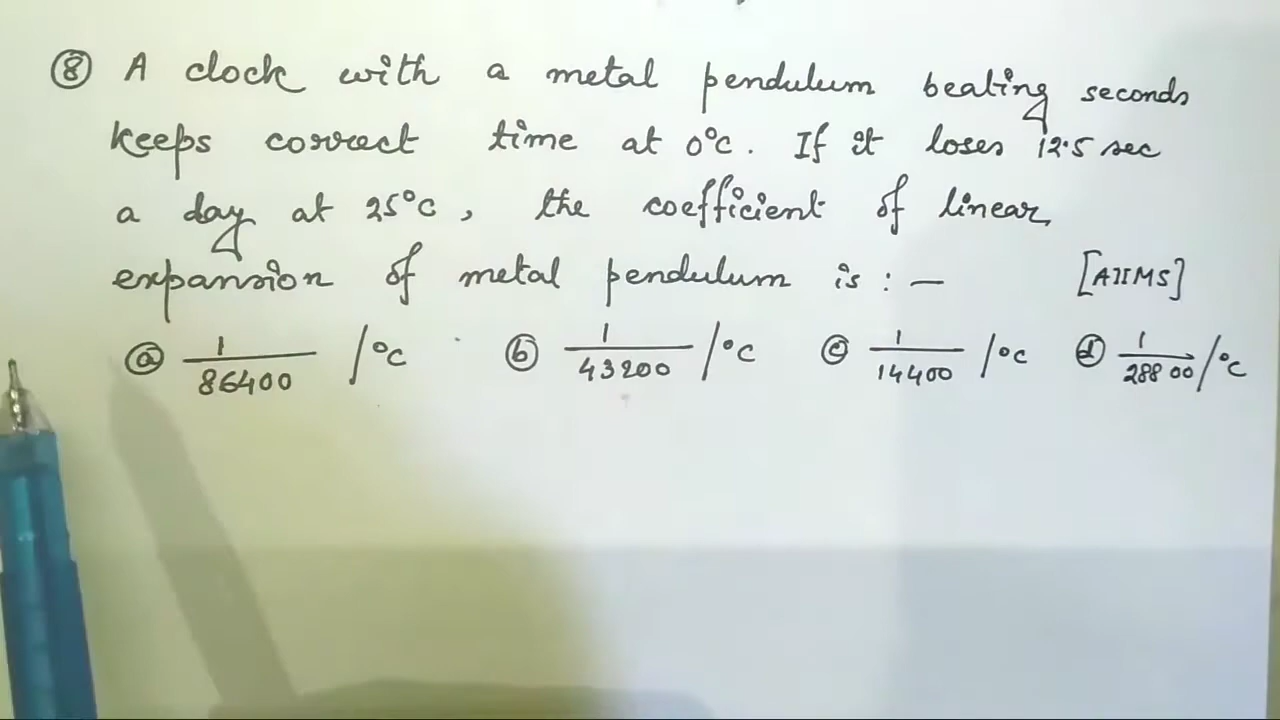 ⑧ A clock with a metal pendulum beating seconds
keeps correct time at 0°C. If it loses 12.5 sec
a day at 25°C, the coefficient of linear
expansion of metal pendulum is : — [AIIMS]
ⓐ 1/86400 /°C ⓑ 1/43200 /°C ⓒ 1/14400 /°C ⓓ 1/28800 /°C